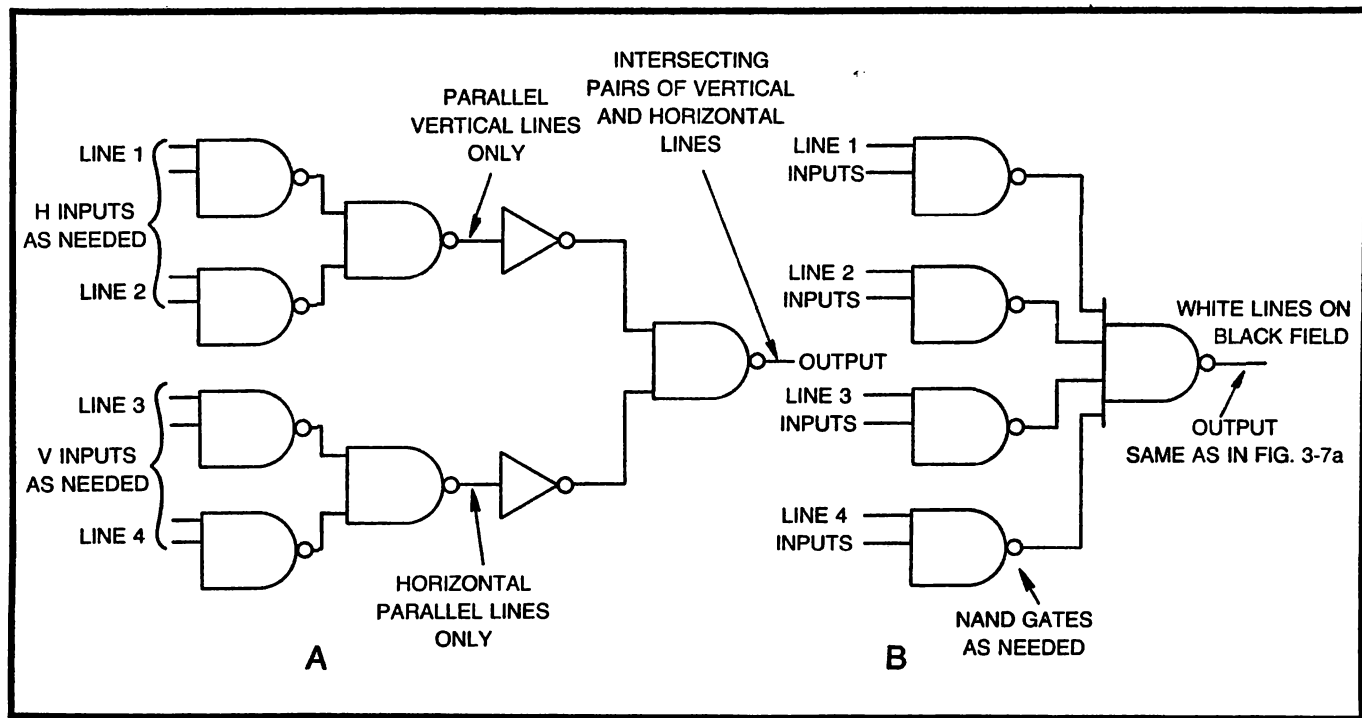 LINE 1
H INPUTS
AS NEEDED
LINE 2
PARALLEL
VERTICAL LINES
ONLY
INTERSECTING
PAIRS OF VERTICAL
AND HORIZONTAL
LINES
OUTPUT
LINE 3
V INPUTS
AS NEEDED
LINE 4
HORIZONTAL
PARALLEL LINES
ONLY
A
LINE 1
INPUTS
LINE 2
INPUTS
LINE 3
INPUTS
LINE 4
INPUTS
WHITE LINES ON
BLACK FIELD
OUTPUT
SAME AS IN FIG. 3-7a
NAND GATES
AS NEEDED
B